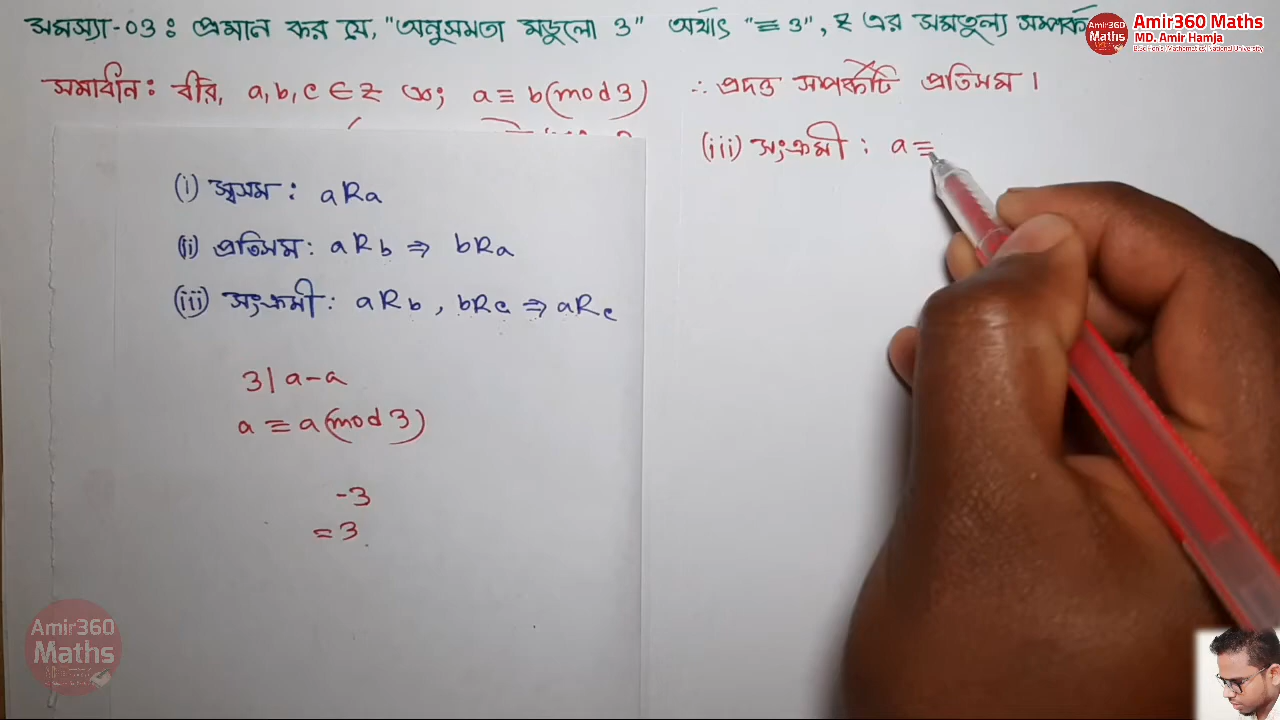 সমস্যা-03: প্রমান কর যে, "অনুসমতা মডুলো 3" অর্থাৎ "≡ 3", Z এর সমতুল্য সম্পর্ক
Amir360 Maths
MD. Amir Hamja
সমাধান: ধরি, a, b, c ∈ Z এবং; a ≡ b (mod 3)
(i) স্বসম: aRa
(ii) প্রতিসম: aRb ⇒ bRa
(iii) সংক্রমী: aRb, bRc ⇒ aRc
3 | a-a
a ≡ a (mod 3)
-3
= 3
∴ প্রদত্ত সম্পর্কটি প্রতিসম।
(iii) সংক্রমী: a ≡
Amir360
Maths